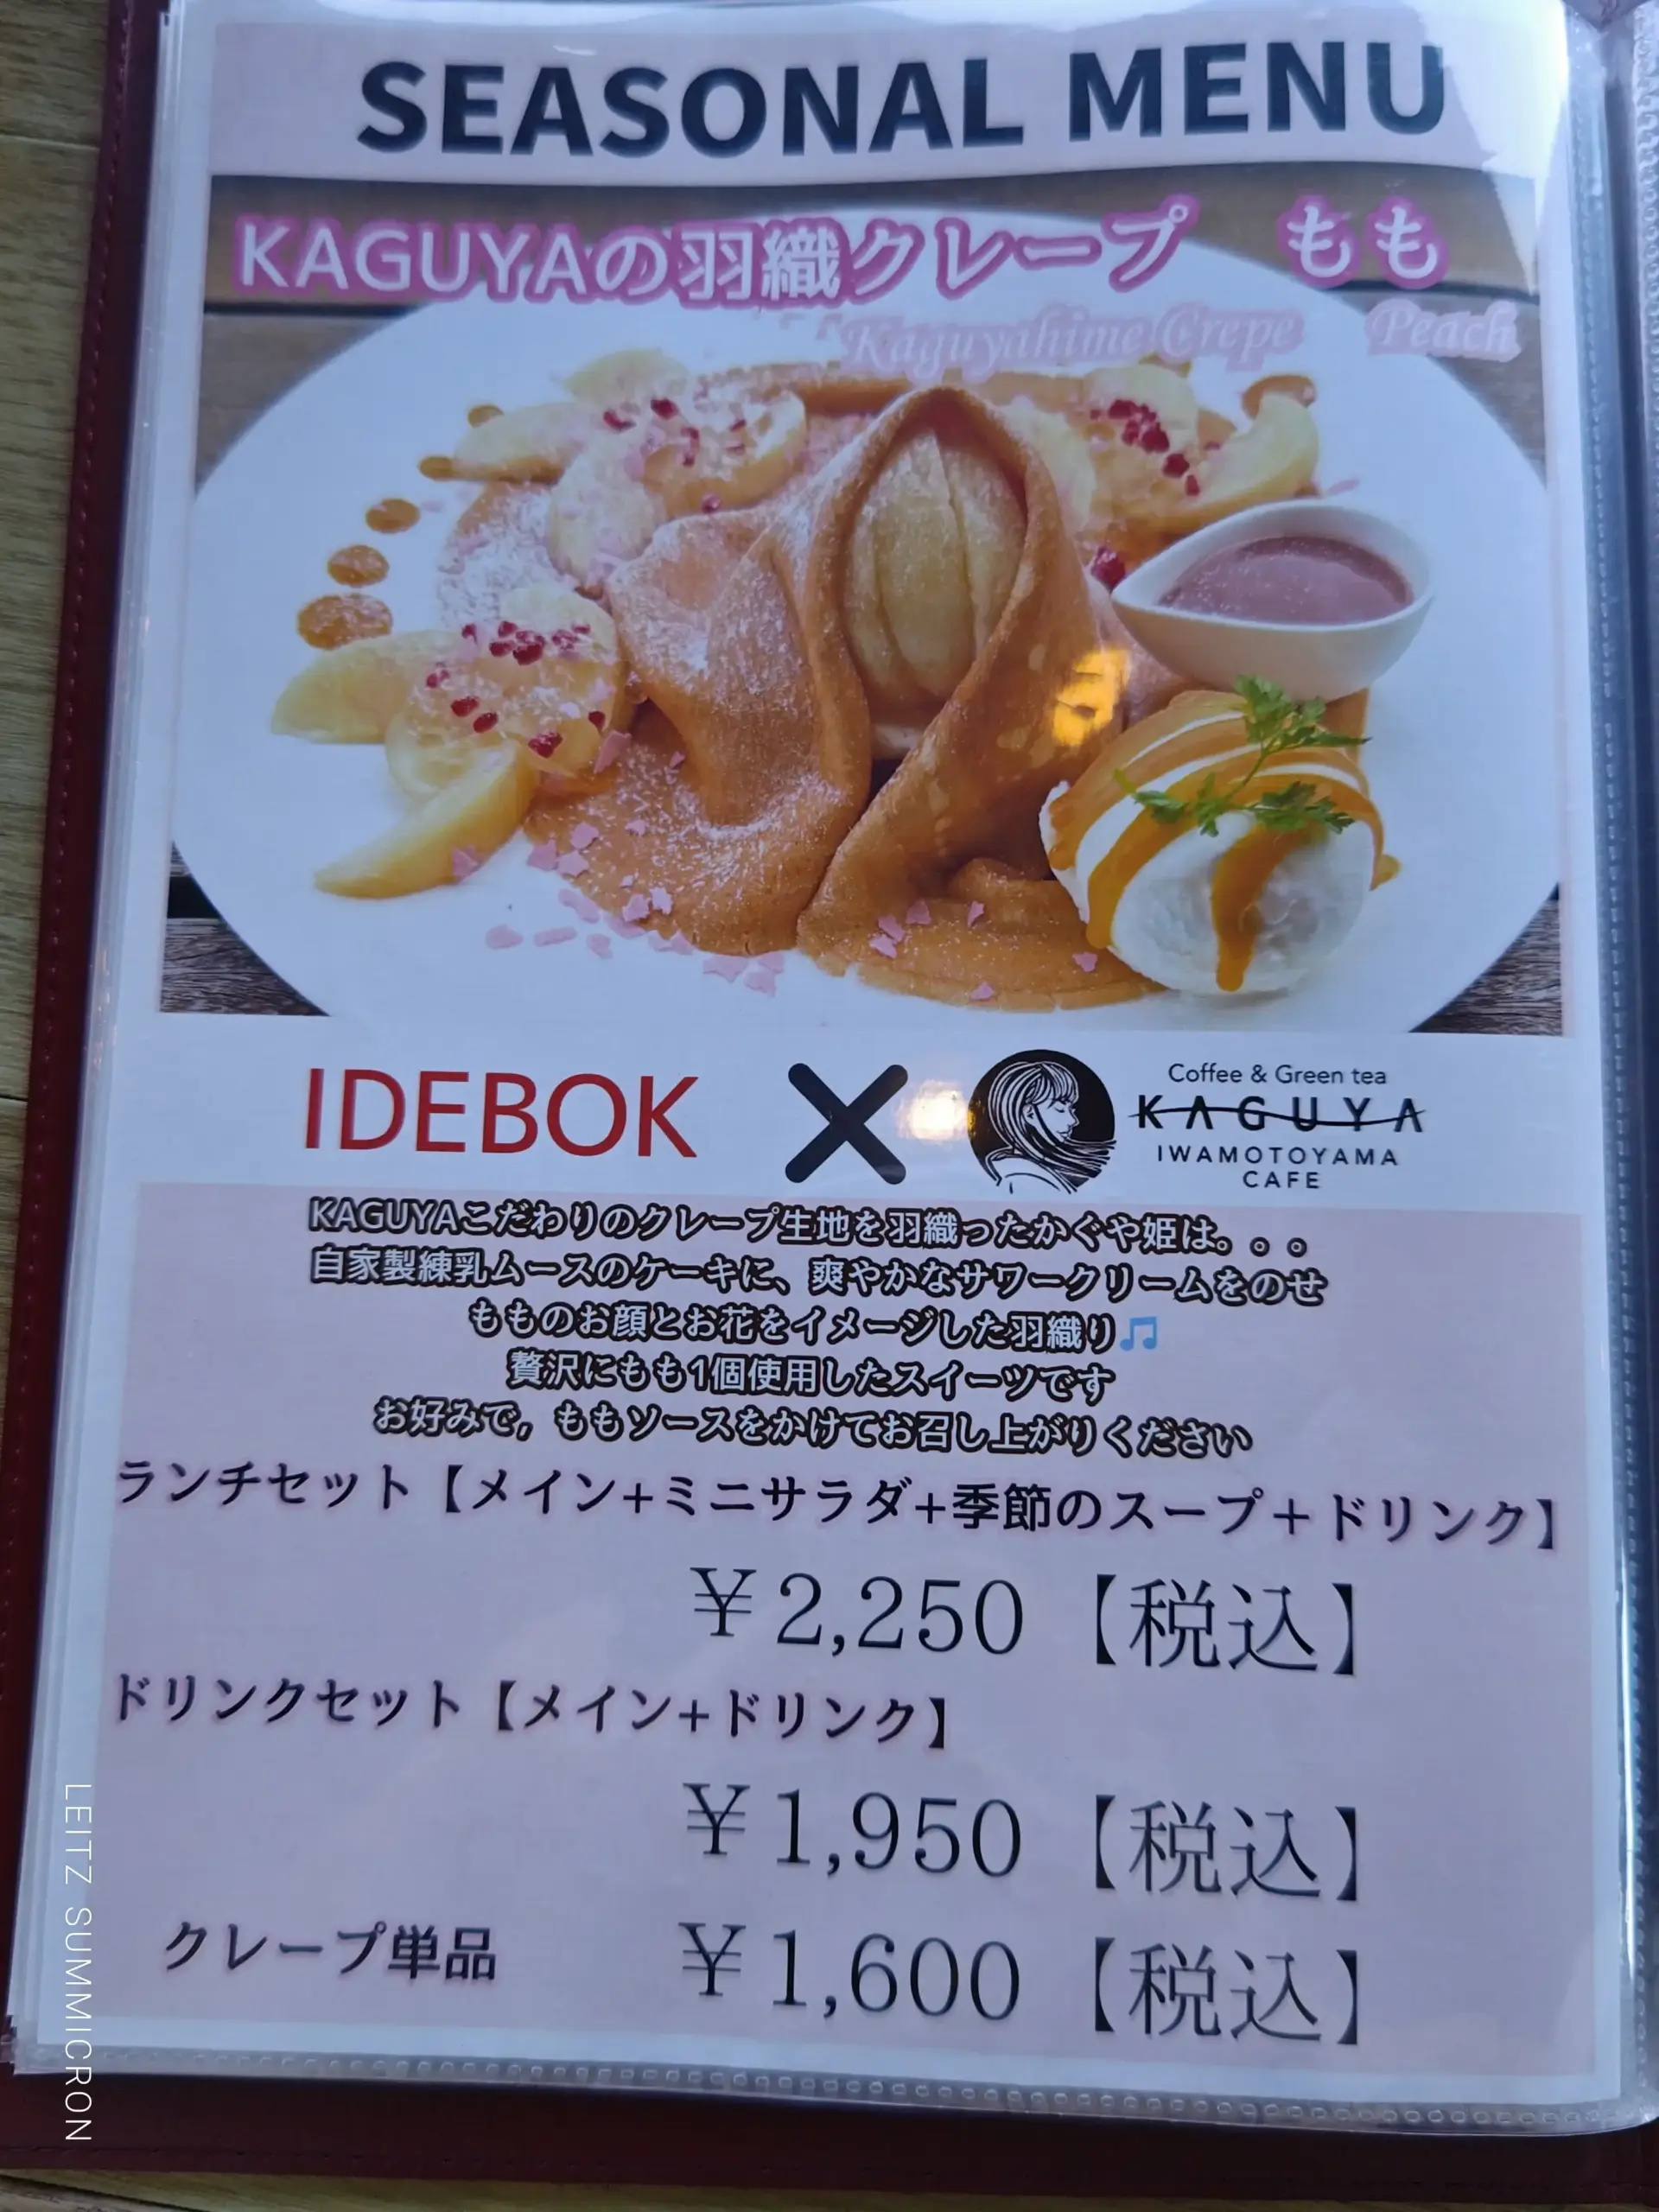 SEASONAL MENU
KAGUYAの羽織クレープ　もも
Kaguyahime Crepe Peach
IDEBOK
×
Coffee & Green tea
KAGUYA
IWAMOTOYAMA
CAFE
KAGUYAこだわりのクレープ生地を羽織ったかぐや姫は。。。
自家製練乳ムースのケーキに、爽やかなサワークリームをのせ
もものお顔とお花をイメージした羽織り🎵
贅沢にもも1個使用したスイーツです
お好みで，ももソースをかけてお召し上がりください
ランチセット【メイン+ミニサラダ+季節のスープ＋ドリンク】
￥2,250【税込】
ドリンクセット【メイン+ドリンク】
￥1,950【税込】
クレープ単品　￥1,600【税込】
LEITZ SUMMICRON